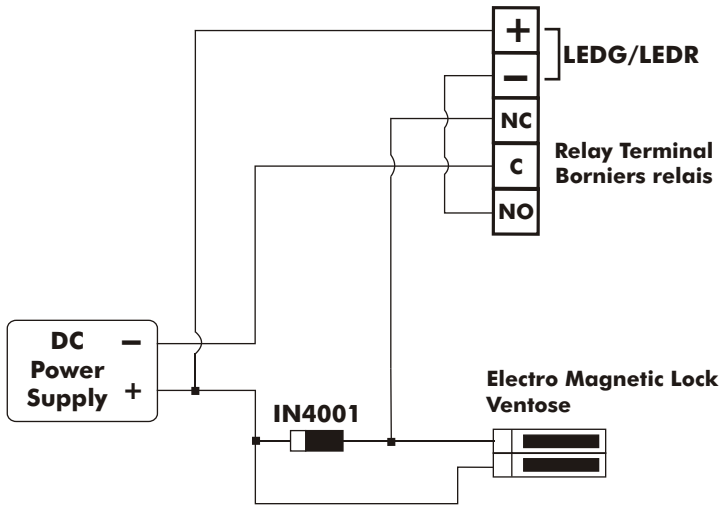 +
−
LEDG/LEDR
NC
C
NO
Relay Terminal
Borniers relais
DC −
Power
Supply +
IN4001
Electro Magnetic Lock
Ventose